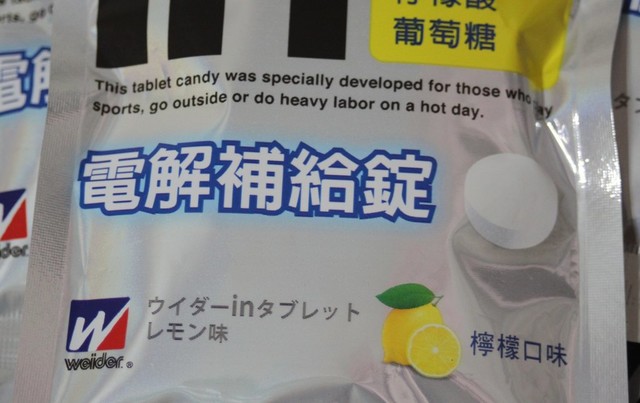 檸檬酸
葡萄糖
This tablet candy was specially developed for those who
sports, go outside or do heavy labor on a hot day.
電解補給錠
ウイダーinタブレット
レモン味
weider.®
檸檬口味